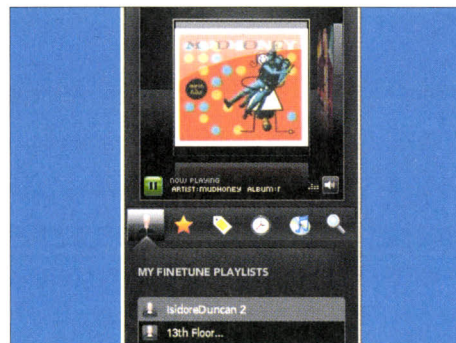 MUDHONEY
NOW PLAYING
ARTIST:MUDHONEY ALBUM:
MY FINETUNE PLAYLISTS
IsidoreDuncan 2
13th Floor...